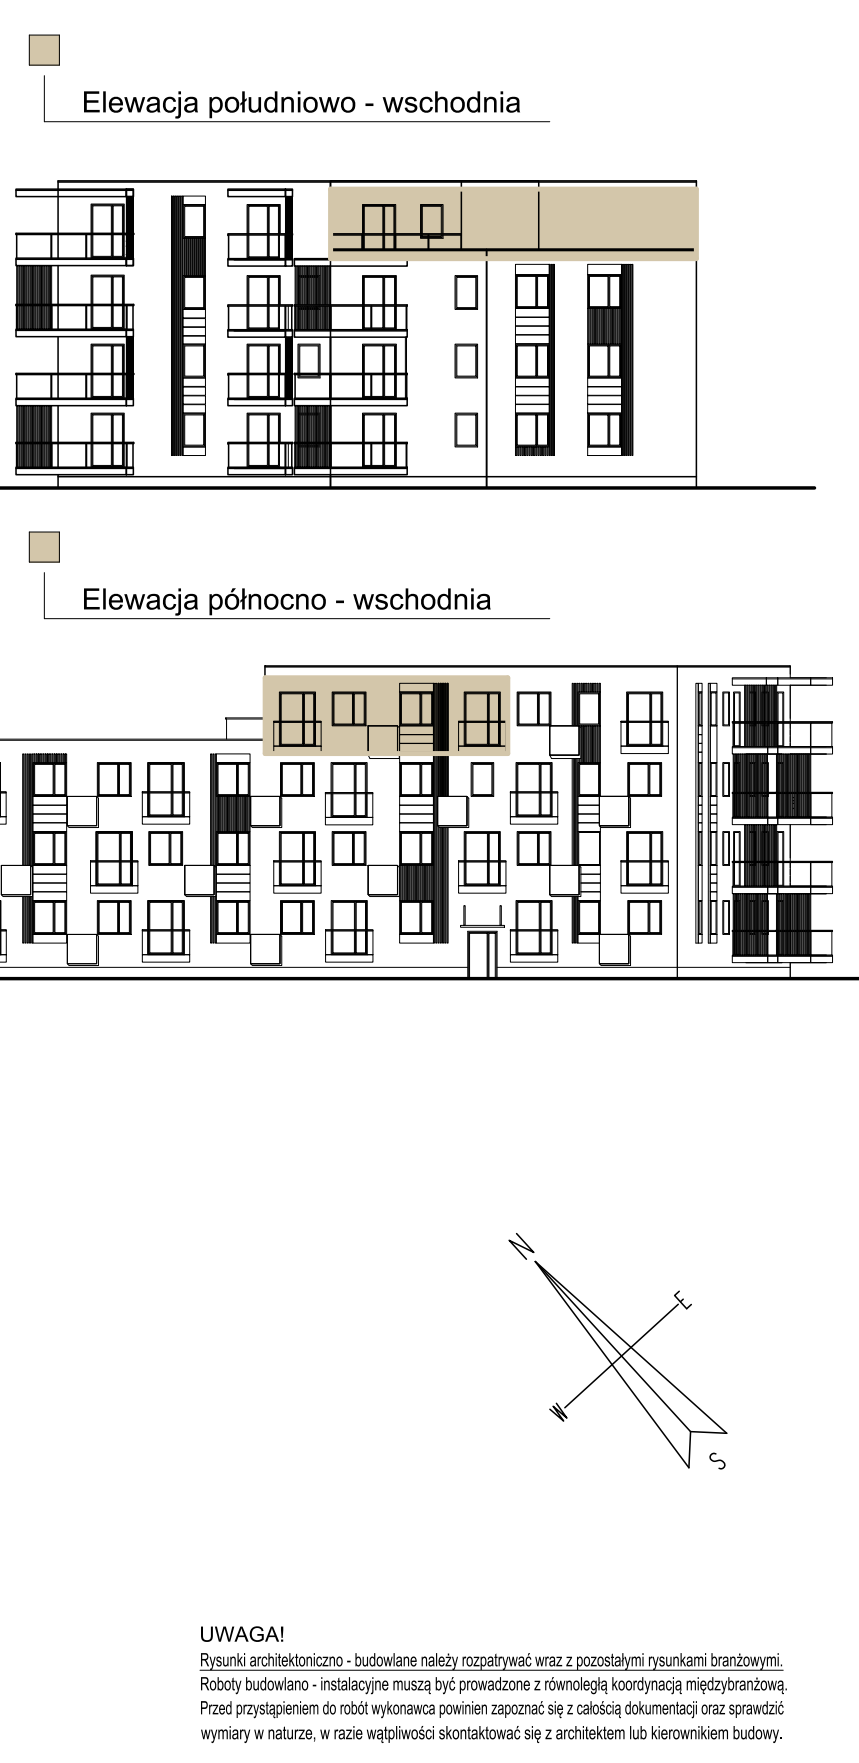 Elewacja południowo - wschodnia
Elewacja północno - wschodnia
N
E
W
S
UWAGA!
Rysunki architektoniczno - budowlane należy rozpatrywać wraz z pozostałymi rysunkami branżowymi.
Roboty budowlano - instalacyjne muszą być prowadzone z równoległą koordynacją międzybranżową.
Przed przystąpieniem do robót wykonawca powinien zapoznać się z całością dokumentacji oraz sprawdzić
wymiary w naturze, w razie wątpliwości skontaktować się z architektem lub kierownikiem budowy.